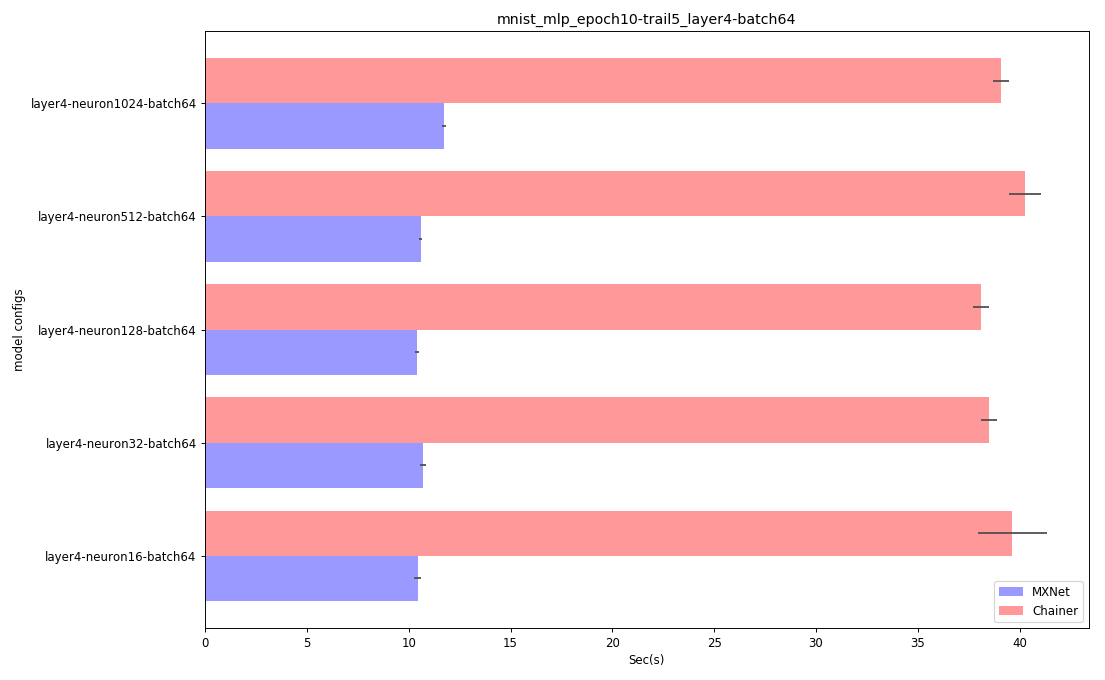 mnist_mlp_epoch10-trail5_layer4-batch64
model configs
layer4-neuron1024-batch64
layer4-neuron512-batch64
layer4-neuron128-batch64
layer4-neuron32-batch64
layer4-neuron16-batch64
MXNet
Chainer
0 5 10 15 20 25 30 35 40
Sec(s)